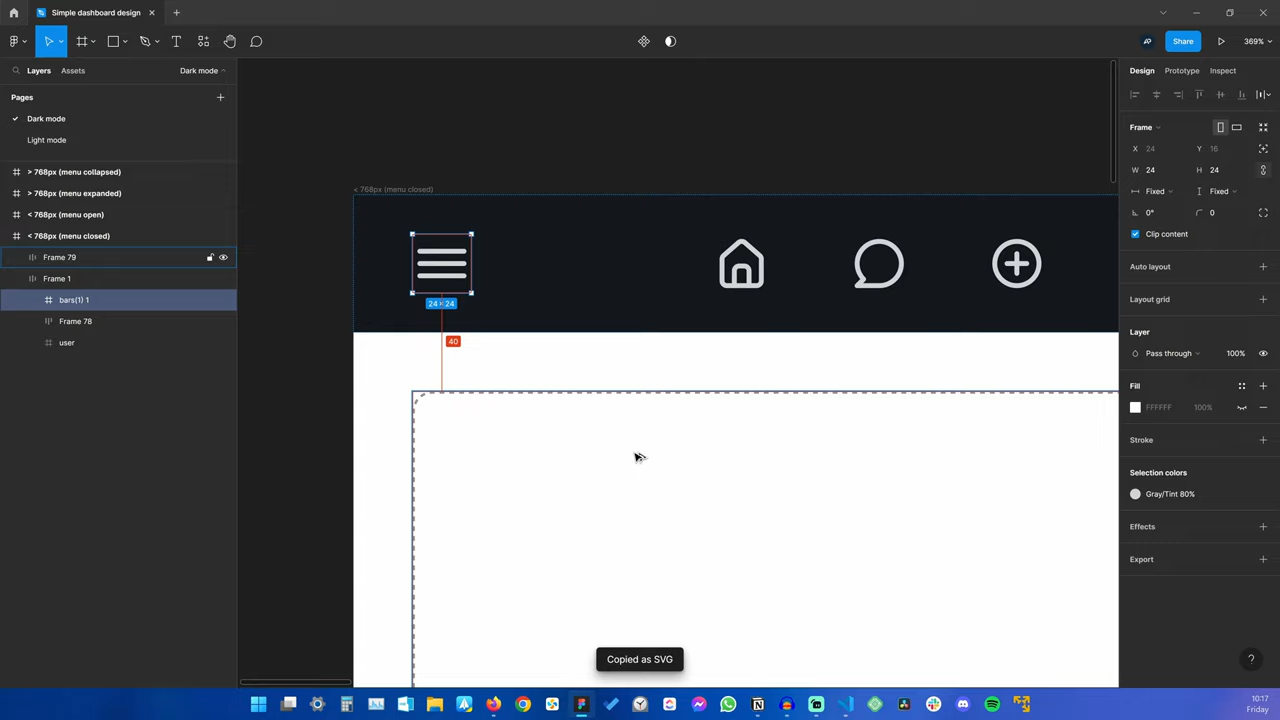 Simple dashboard design
Share
369%
Layers
Assets
Dark mode
Design
Prototype
Inspect
Pages
Dark mode
Light mode
> 768px (menu collapsed)
> 768px (menu expanded)
< 768px (menu open)
< 768px (menu closed)
Frame 79
Frame 1
bars(1) 1
Frame 78
user
< 768px (menu closed)
24 × 24
40
Copied as SVG
Frame
X 24
Y 16
W 24
H 24
Fixed
Fixed
0°
0
Clip content
Auto layout
Layout grid
Layer
Pass through
100%
Fill
FFFFFF
100%
Stroke
Selection colors
Gray/Tint 80%
Effects
Export
?
10:17
Friday